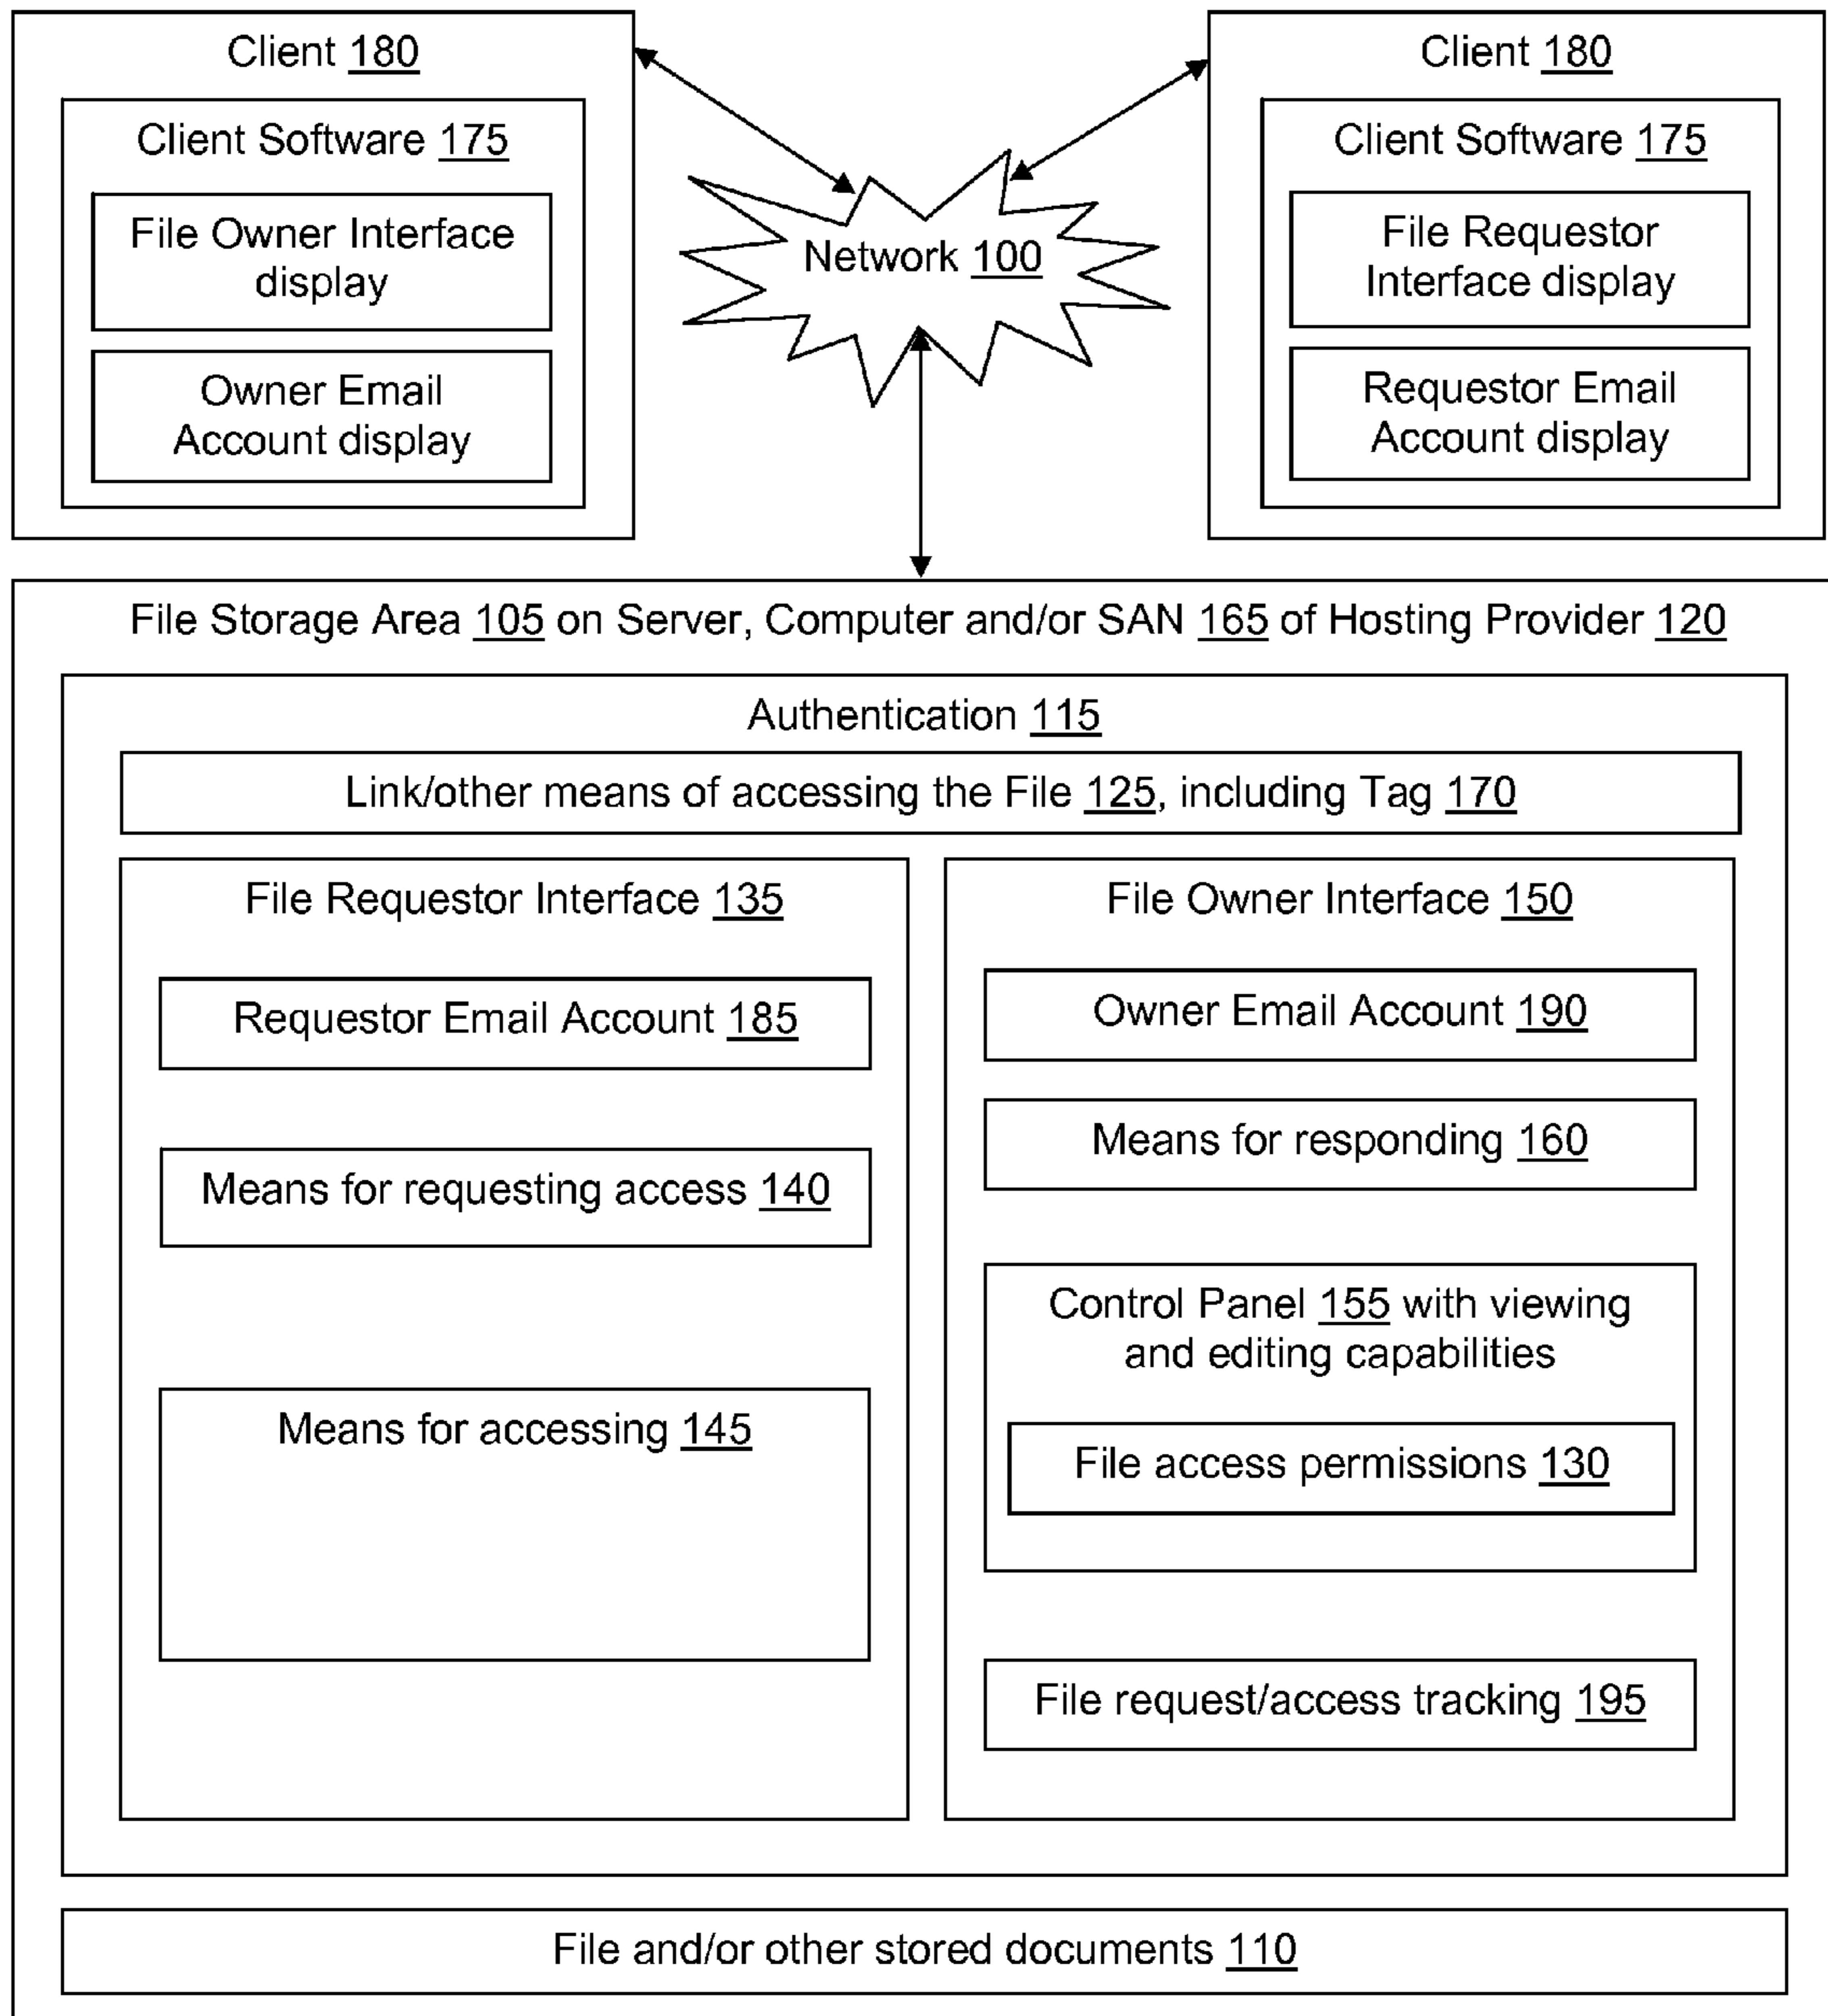 Client 180
Client Software 175
File Owner Interface
display
Owner Email
Account display
Network 100
Client 180
Client Software 175
File Requestor
Interface display
Requestor Email
Account display
File Storage Area 105 on Server, Computer and/or SAN 165 of Hosting Provider 120
Authentication 115
Link/other means of accessing the File 125, including Tag 170
File Requestor Interface 135
Requestor Email Account 185
Means for requesting access 140
Means for accessing 145
File Owner Interface 150
Owner Email Account 190
Means for responding 160
Control Panel 155 with viewing
and editing capabilities
File access permissions 130
File request/access tracking 195
File and/or other stored documents 110